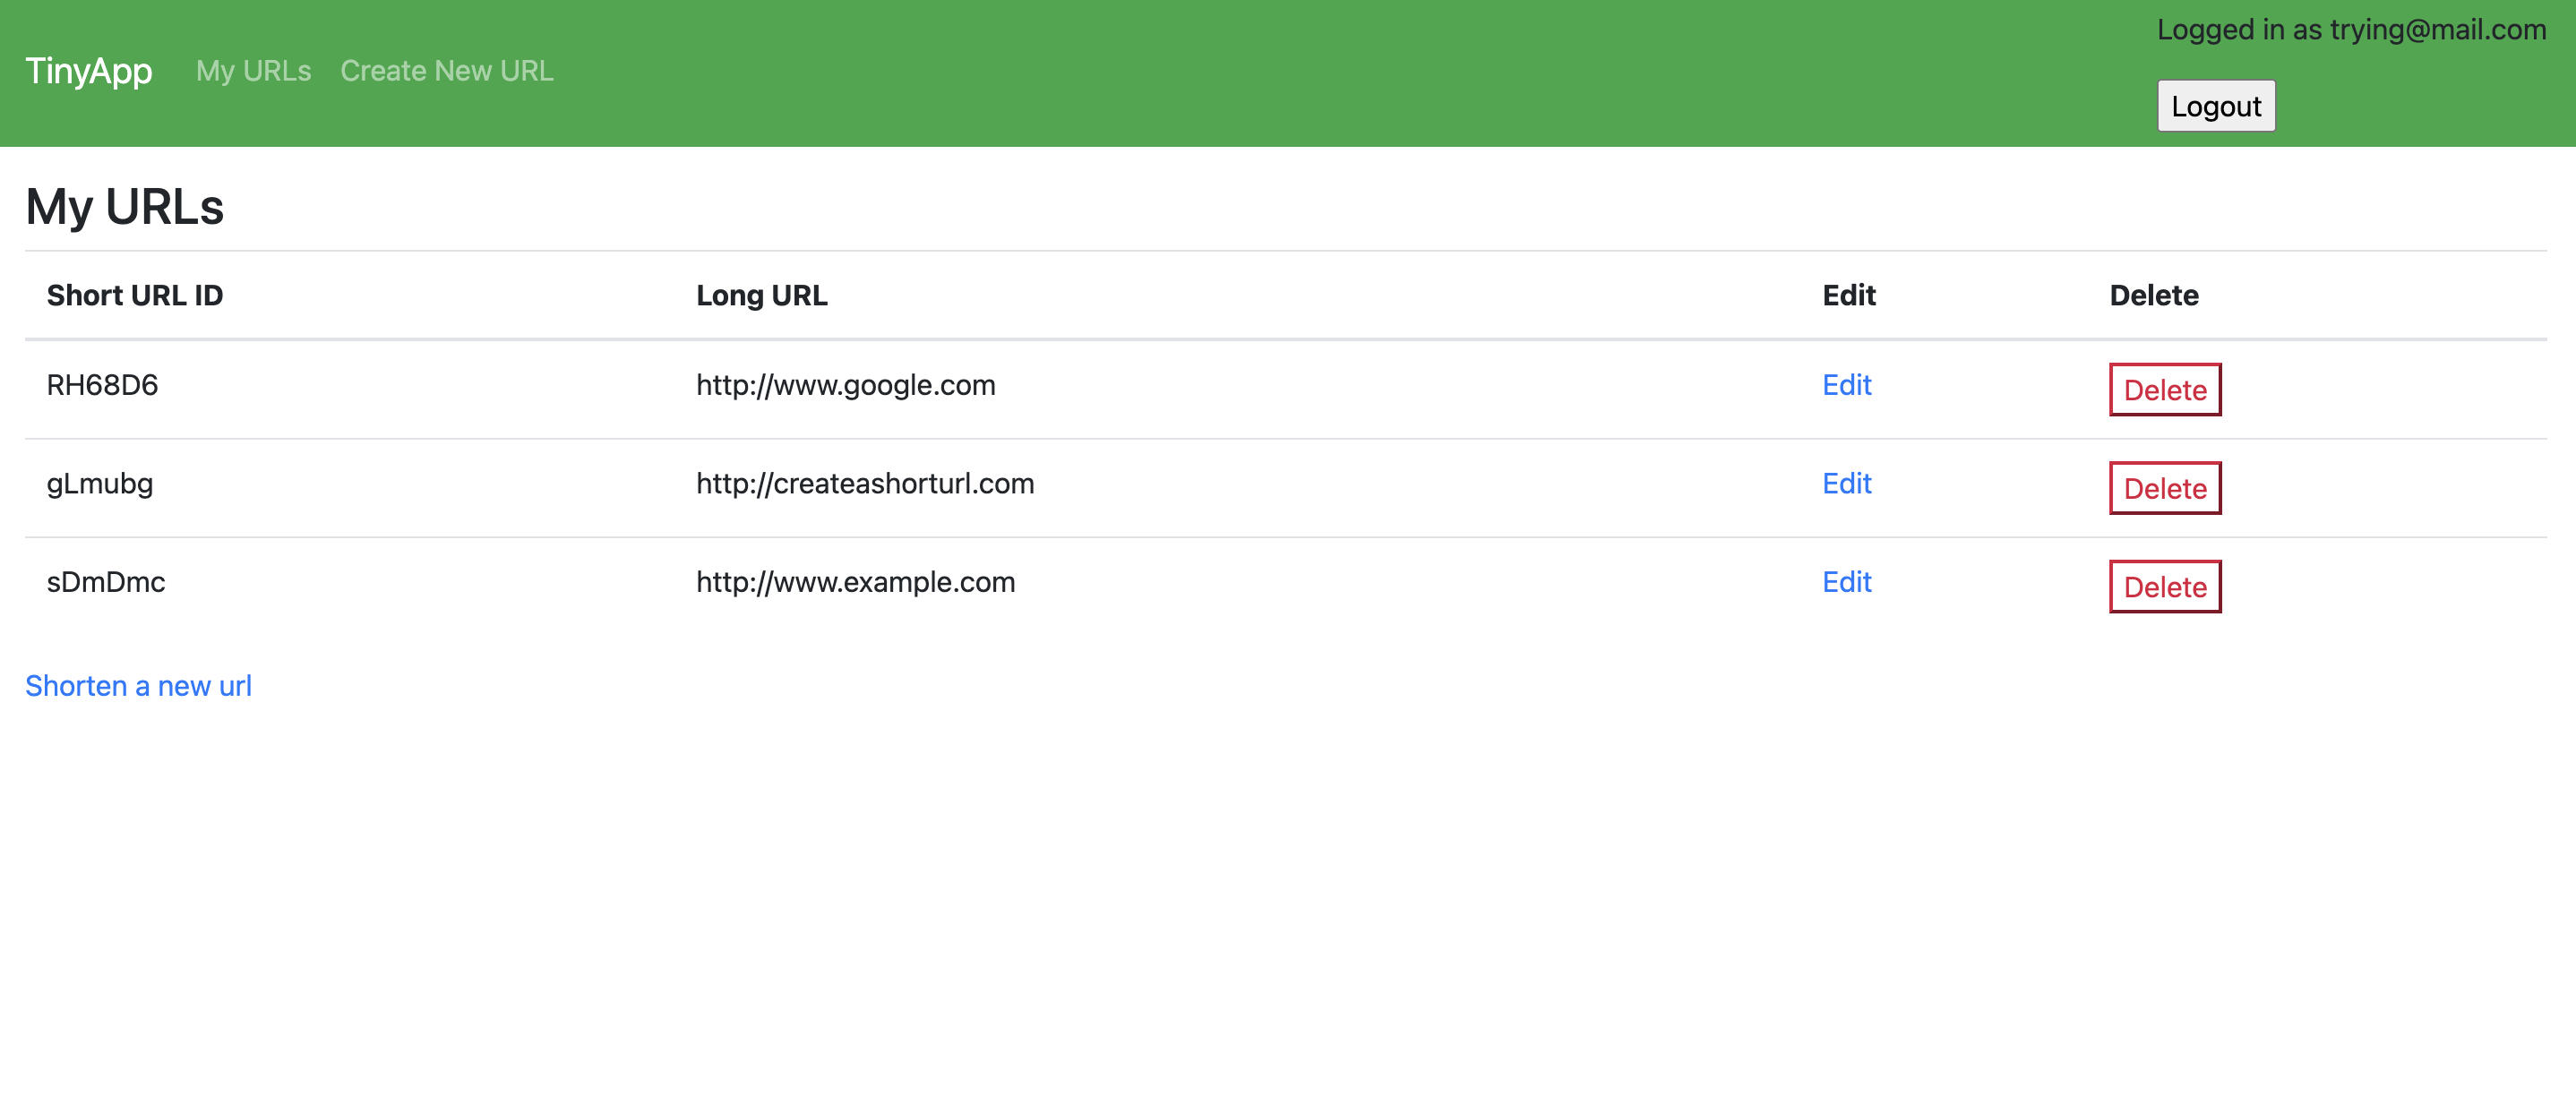 TinyApp My URLs Create New URL
Logged in as trying@mail.com
Logout
My URLs
Short URL ID Long URL Edit Delete
RH68D6 http://www.google.com Edit Delete
gLmubg http://createashorturl.com Edit Delete
sDmDmc http://www.example.com Edit Delete
Shorten a new url